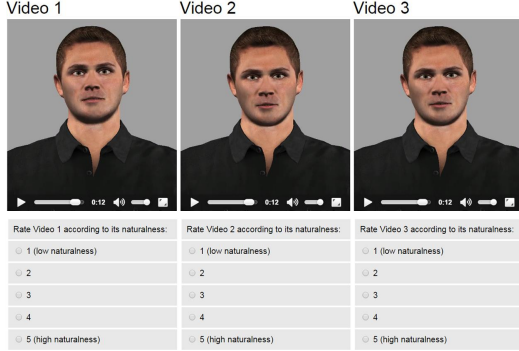 Video 1
Video 2
Video 3
0:12
0:12
0:12
Rate Video 1 according to its naturalness:
1 (low naturalness)
2
3
4
5 (high naturalness)
Rate Video 2 according to its naturalness:
1 (low naturalness)
2
3
4
5 (high naturalness)
Rate Video 3 according to its naturalness:
1 (low naturalness)
2
3
4
5 (high naturalness)